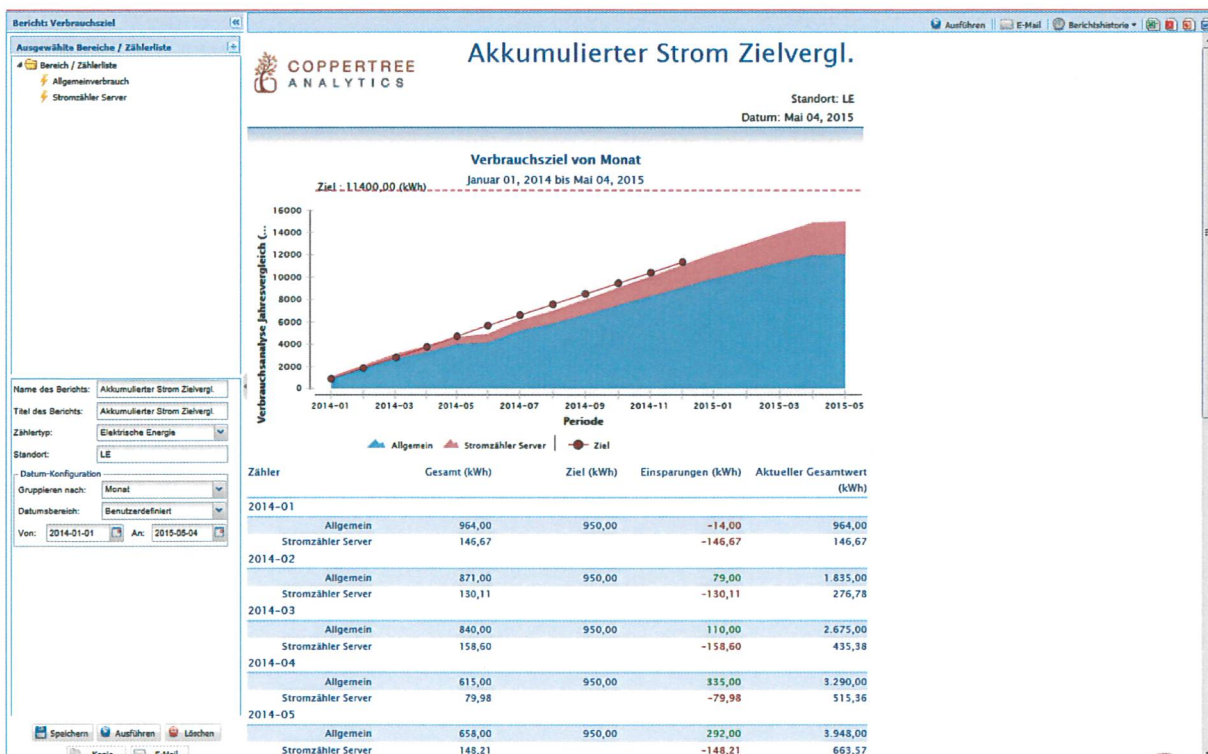 Berichts Verbrauchsziel
Ausführen E-Mail Berichtshistorie
Ausgewählte Bereiche / Zählerliste
Bereich / Zählerliste
Allgemeinverbrauch
Stromzähler Server
Name des Berichts: Akkumulierter Strom Zielvergl.
Titel des Berichts: Akkumulierter Strom Zielvergl.
Zählertyp: Elektrische Energie
Standort: LE
Datum-Konfiguration
Gruppieren nach: Monat
Datumsbereich: Benutzerdefiniert
Von: 2014-01-01 An: 2015-05-04
Speichern Ausführen Löschen
Kopie E-Mail
COPPERTREE
ANALYTICS
Akkumulierter Strom Zielvergl.
Standort: LE
Datum: Mai 04, 2015
Verbrauchsziel von Monat
Januar 01, 2014 bis Mai 04, 2015
Ziel : 11400,00 (kWh)
Verbrauchsanalyse Jahresvergleich (...
16000
14000
12000
10000
8000
6000
4000
2000
0
2014-01 2014-03 2014-05 2014-07 2014-09 2014-11 2015-01 2015-03 2015-05
Periode
Allgemein Stromzähler Server Ziel
Zähler Gesamt (kWh) Ziel (kWh) Einsparungen (kWh) Aktueller Gesamtwert
(kWh)
2014-01
Allgemein 964,00 950,00 -14,00 964,00
Stromzähler Server 146,67 -146,67 146,67
2014-02
Allgemein 871,00 950,00 79,00 1.835,00
Stromzähler Server 130,11 -130,11 276,78
2014-03
Allgemein 840,00 950,00 110,00 2.675,00
Stromzähler Server 158,60 -158,60 435,38
2014-04
Allgemein 615,00 950,00 335,00 3.290,00
Stromzähler Server 79,98 -79,98 515,36
2014-05
Allgemein 658,00 950,00 292,00 3.948,00
Stromzähler Server 148,21 -148,21 663,57